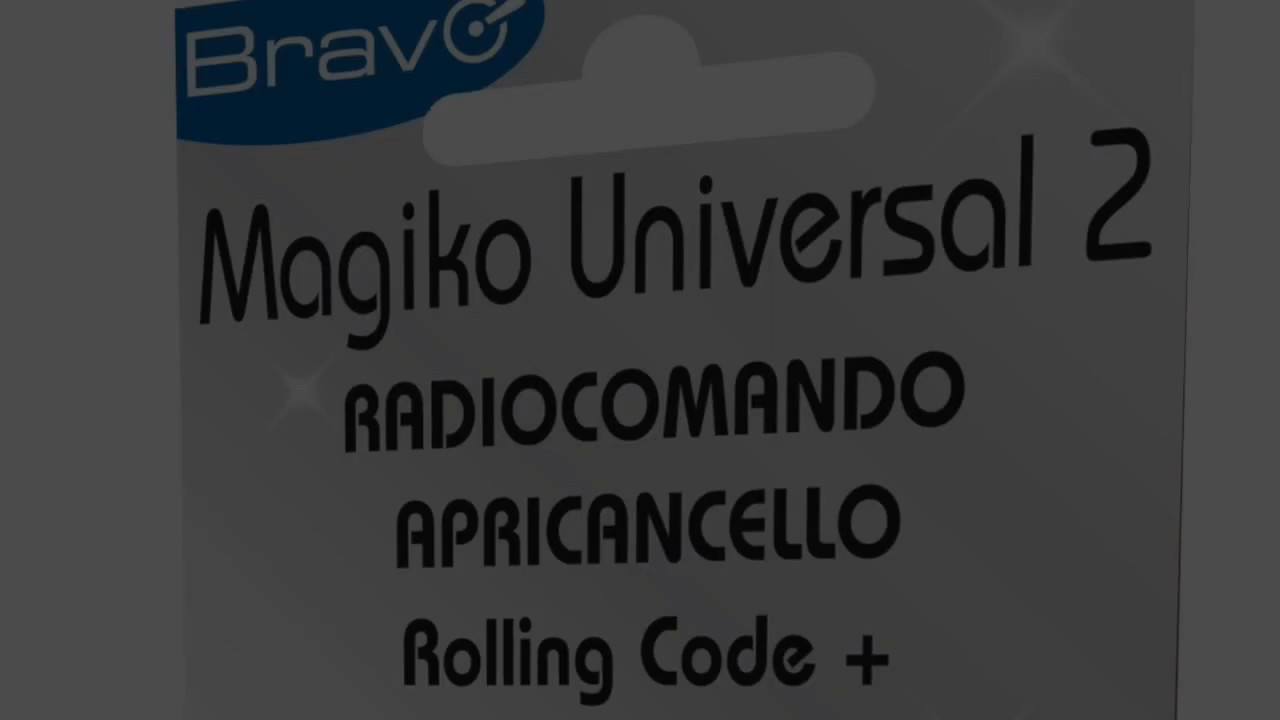 Bravo
Magiko Universal 2
RADIOCOMANDO
APRICANCELLO
Rolling Code +